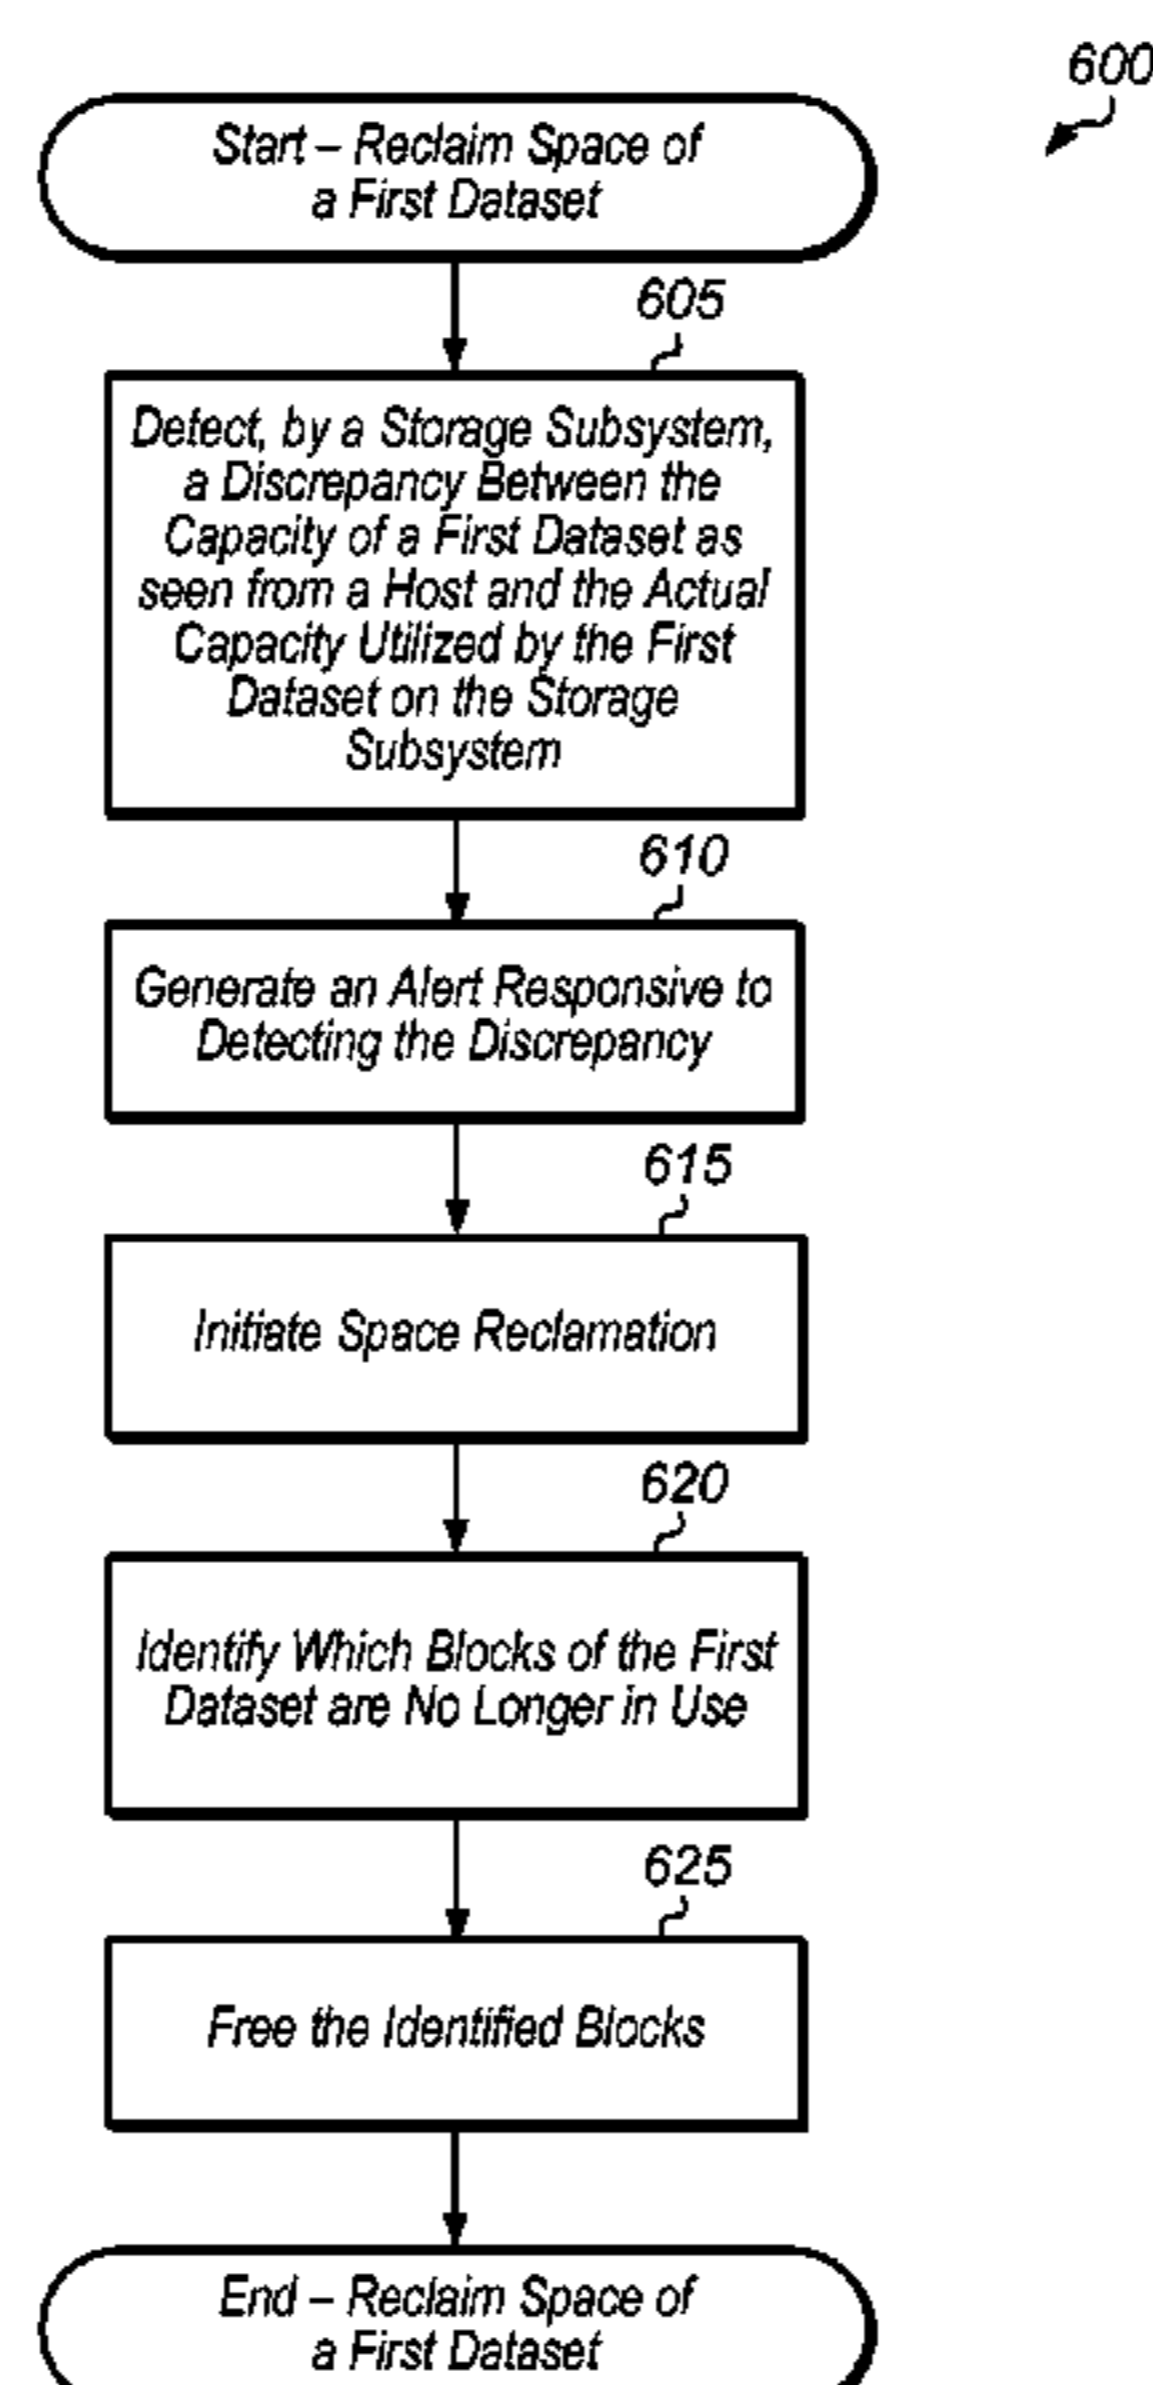 600
Start – Reclaim Space of
a First Dataset
605
Detect, by a Storage Subsystem,
a Discrepancy Between the
Capacity of a First Dataset as
seen from a Host and the Actual
Capacity Utilized by the First
Dataset on the Storage
Subsystem
610
Generate an Alert Responsive to
Detecting the Discrepancy
615
Initiate Space Reclamation
620
Identify Which Blocks of the First
Dataset are No Longer in Use
625
Free the Identified Blocks
End – Reclaim Space of
a First Dataset